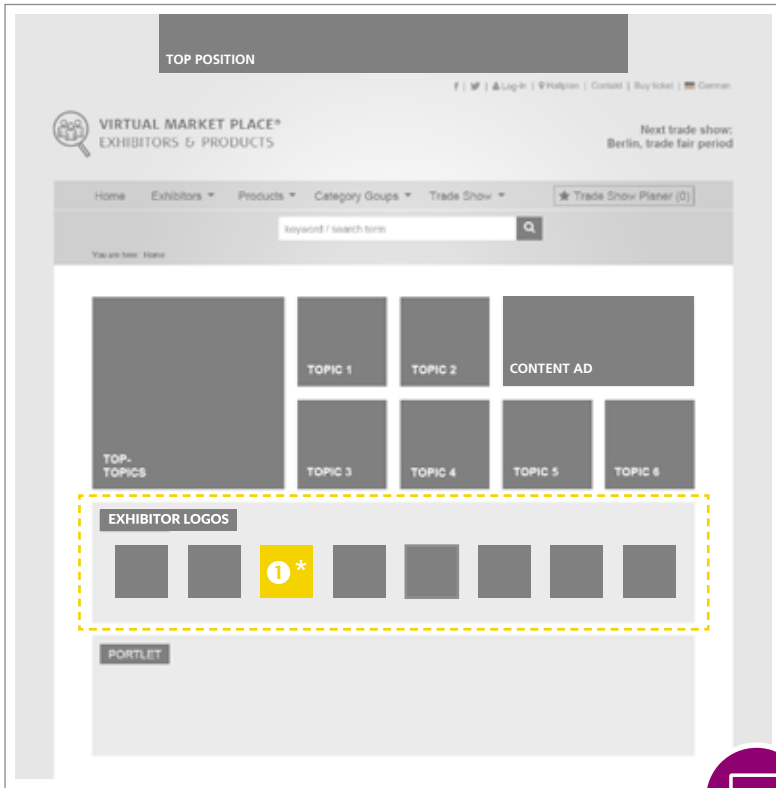 TOP POSITION
f | | Log-in | Hallplan | Contakt | Buy ticket | German
VIRTUAL MARKET PLACE®
EXHIBITORS & PRODUCTS
Next trade show:
Berlin, trade fair period
Home Exhibitors Products Category Goups Trade Show ★ Trade Show Planer (0)
keyword / search term
You are here: Home
TOPIC 1 TOPIC 2 CONTENT AD
TOP-
TOPICS
TOPIC 3 TOPIC 4 TOPIC 5 TOPIC 6
EXHIBITOR LOGOS
1 *
PORTLET